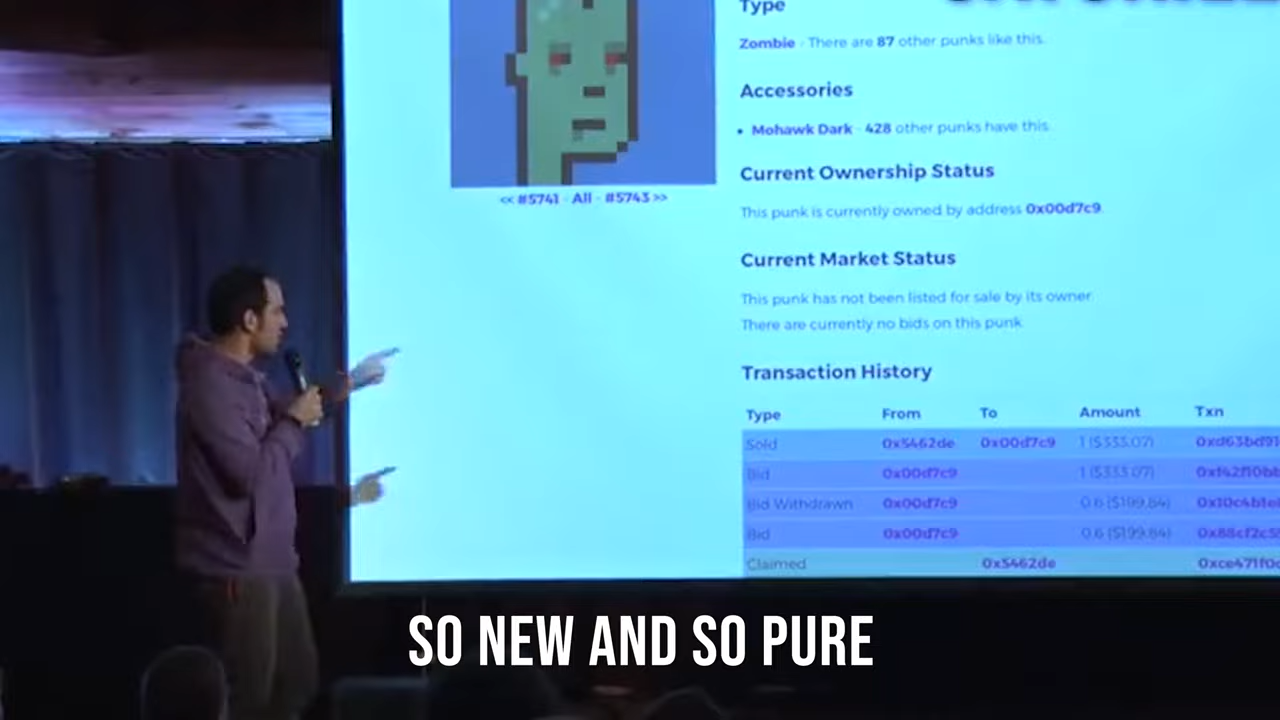 Type
Zombie - There are 87 other punks like this.
Accessories
• Mohawk Dark - 428 other punks have this.
Current Ownership Status
<< #5741 - All - #5743 >>
This punk is currently owned by address 0x00d7c9.
Current Market Status
This punk has not been listed for sale by its owner.
There are currently no bids on this punk.
Transaction History
Type From To Amount Txn
Sold 0x5462de 0x00d7c9 1 ($333.07)
Bid 0x00d7c9 1 ($333.07)
Bid Withdrawn 0x00d7c9 0.6 ($199.84)
Bid 0x00d7c9 0.6 ($199.84)
Claimed 0x5462de
SO NEW AND SO PURE